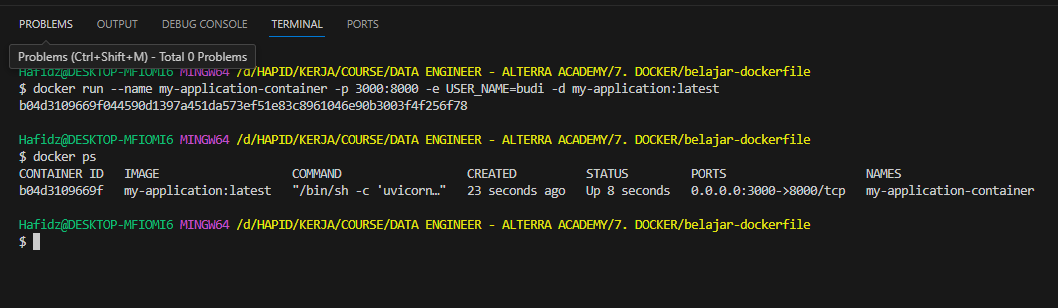 PROBLEMS OUTPUT DEBUG CONSOLE TERMINAL PORTS
Problems (Ctrl+Shift+M) - Total 0 Problems
Hafidz@DESKTOP-MFIOMI6 MINGW64 /d/HAPID/KERJA/COURSE/DATA ENGINEER - ALTERRA ACADEMY/7. DOCKER/belajar-dockerfile
$ docker run --name my-application-container -p 3000:8000 -e USER_NAME=budi -d my-application:latest
b04d3109669f044590d1397a451da573ef51e83c8961046e90b3003f4f256f78
Hafidz@DESKTOP-MFIOMI6 MINGW64 /d/HAPID/KERJA/COURSE/DATA ENGINEER - ALTERRA ACADEMY/7. DOCKER/belajar-dockerfile
$ docker ps
CONTAINER ID IMAGE COMMAND CREATED STATUS PORTS NAMES
b04d3109669f my-application:latest "/bin/sh -c 'uvicorn…" 23 seconds ago Up 8 seconds 0.0.0.0:3000->8000/tcp my-application-container
Hafidz@DESKTOP-MFIOMI6 MINGW64 /d/HAPID/KERJA/COURSE/DATA ENGINEER - ALTERRA ACADEMY/7. DOCKER/belajar-dockerfile
$